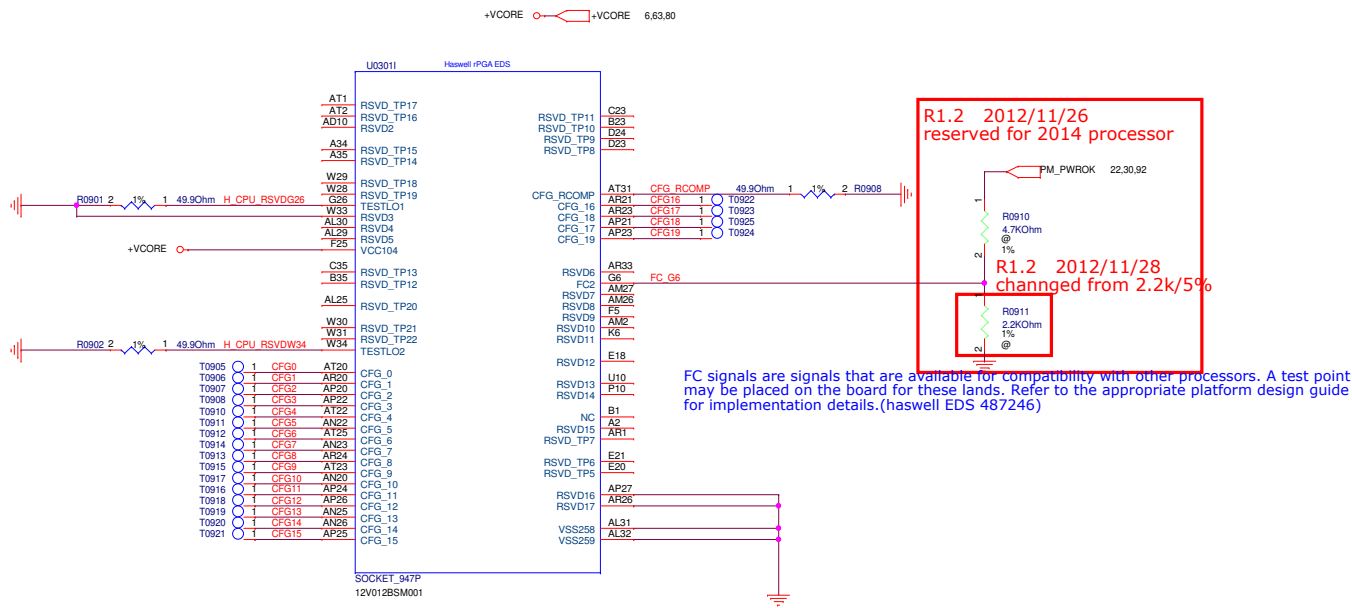 +VCORE +VCORE 6,63,80
U0301I Haswell rPGA EDS
AT1 RSVD_TP17
AT2 RSVD_TP16
AD10 RSVD2
A34 RSVD_TP15
A35 RSVD_TP14
W29 RSVD_TP18
W28 RSVD_TP19
R0901 2 1% 1 49.9Ohm H_CPU_RSVDG26 G26 TESTLO1
W33 RSVD3
AL30 RSVD4
AL29 RSVD5
+VCORE F25 VCC104
C35 RSVD_TP13
B35 RSVD_TP12
AL25 RSVD_TP20
W30 RSVD_TP21
W31 RSVD_TP22
R0902 2 1% 1 49.9Ohm H_CPU_RSVDW34 W34 TESTLO2
T0905 1 CFG0 AT20 CFG_0
T0906 1 CFG1 AR20 CFG_1
T0907 1 CFG2 AP20 CFG_2
T0908 1 CFG3 AP22 CFG_3
T0910 1 CFG4 AT22 CFG_4
T0911 1 CFG5 AN22 CFG_5
T0912 1 CFG6 AT25 CFG_6
T0914 1 CFG7 AN23 CFG_7
T0913 1 CFG8 AR24 CFG_8
T0915 1 CFG9 AT23 CFG_9
T0917 1 CFG10 AN20 CFG_10
T0916 1 CFG11 AP24 CFG_11
T0918 1 CFG12 AP26 CFG_12
T0919 1 CFG13 AN25 CFG_13
T0920 1 CFG14 AN26 CFG_14
T0921 1 CFG15 AP25 CFG_15
SOCKET_947P
12V012BSM001
RSVD_TP11 C23
RSVD_TP10 B23
RSVD_TP9 D24
RSVD_TP8 D23
CFG_RCOMP AT31 CFG_RCOMP 49.9Ohm 1 1% 2 R0908
CFG_16 AR21 CFG16 1 T0922
CFG_18 AR23 CFG17 1 T0923
CFG_17 AP21 CFG18 1 T0925
CFG_19 AP23 CFG19 1 T0924
RSVD6 AR33
FC2 G6 FC_G6
RSVD7 AM27
RSVD8 AM26
RSVD9 F5
RSVD10 AM2
RSVD11 K6
RSVD12 E18
RSVD13 U10
RSVD14 P10
NC B1
RSVD15 A2
RSVD_TP7 AR1
RSVD_TP6 E21
RSVD_TP5 E20
RSVD16 AP27
RSVD17 AR26
VSS258 AL31
VSS259 AL32
R1.2 2012/11/26
reserved for 2014 processor
PM_PWROK 22,30,92
1
R0910
4.7KOhm
@
1%
2
R1.2 2012/11/28
channged from 2.2k/5%
1
R0911
2.2KOhm
1%
@
2
FC signals are signals that are available for compatibility with other processors. A test point
may be placed on the board for these lands. Refer to the appropriate platform design guide
for implementation details.(haswell EDS 487246)